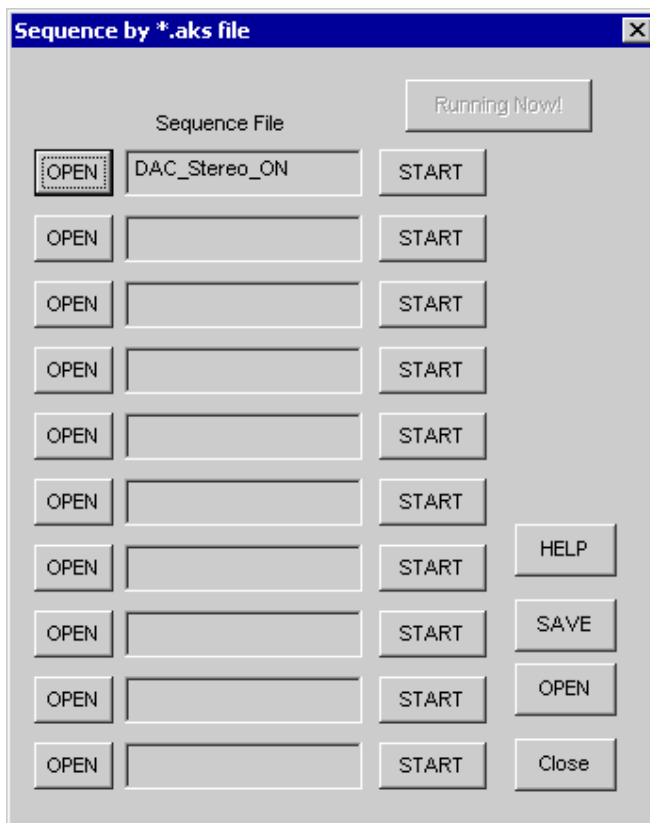 Sequence by *.aks file
Running Now!
Sequence File
OPEN DAC_Stereo_ON START
OPEN START
OPEN START
OPEN START
OPEN START
OPEN START
OPEN START HELP
OPEN START SAVE
OPEN START OPEN
OPEN START Close